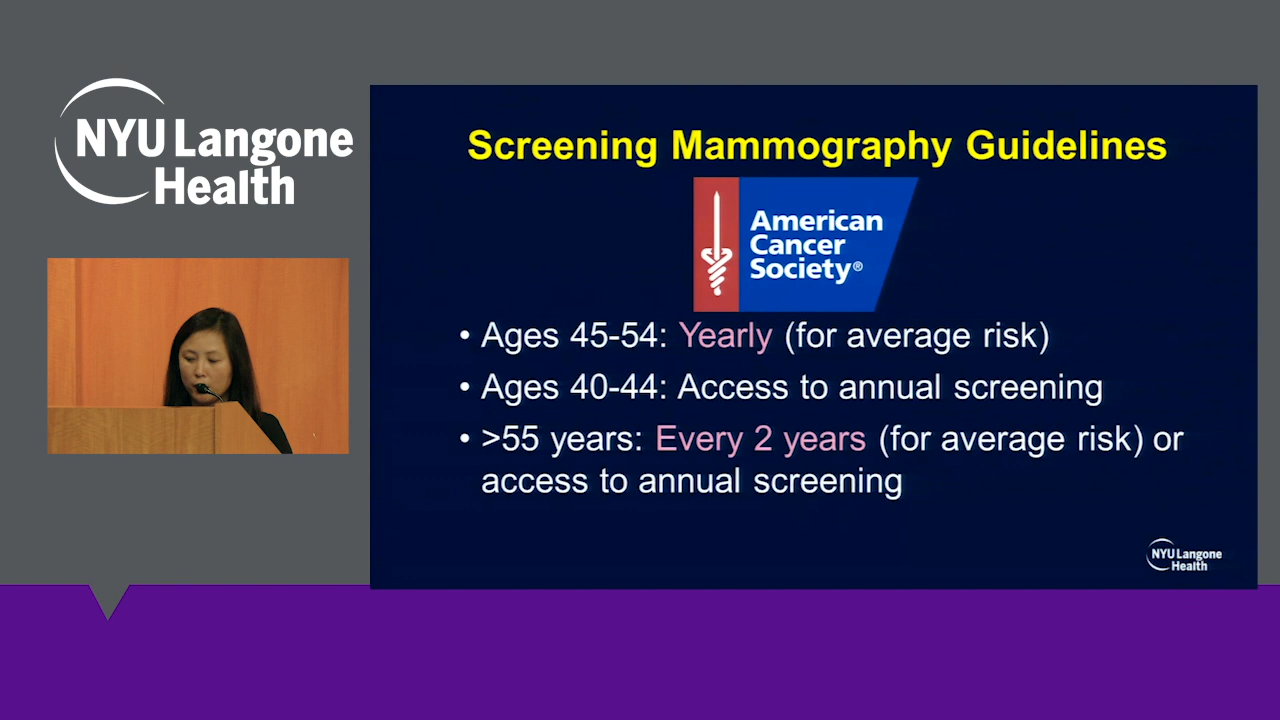 NYU Langone
Health
Screening Mammography Guidelines
American
Cancer
Society®
• Ages 45-54: Yearly (for average risk)
• Ages 40-44: Access to annual screening
• >55 years: Every 2 years (for average risk) or
access to annual screening
NYU Langone
Health